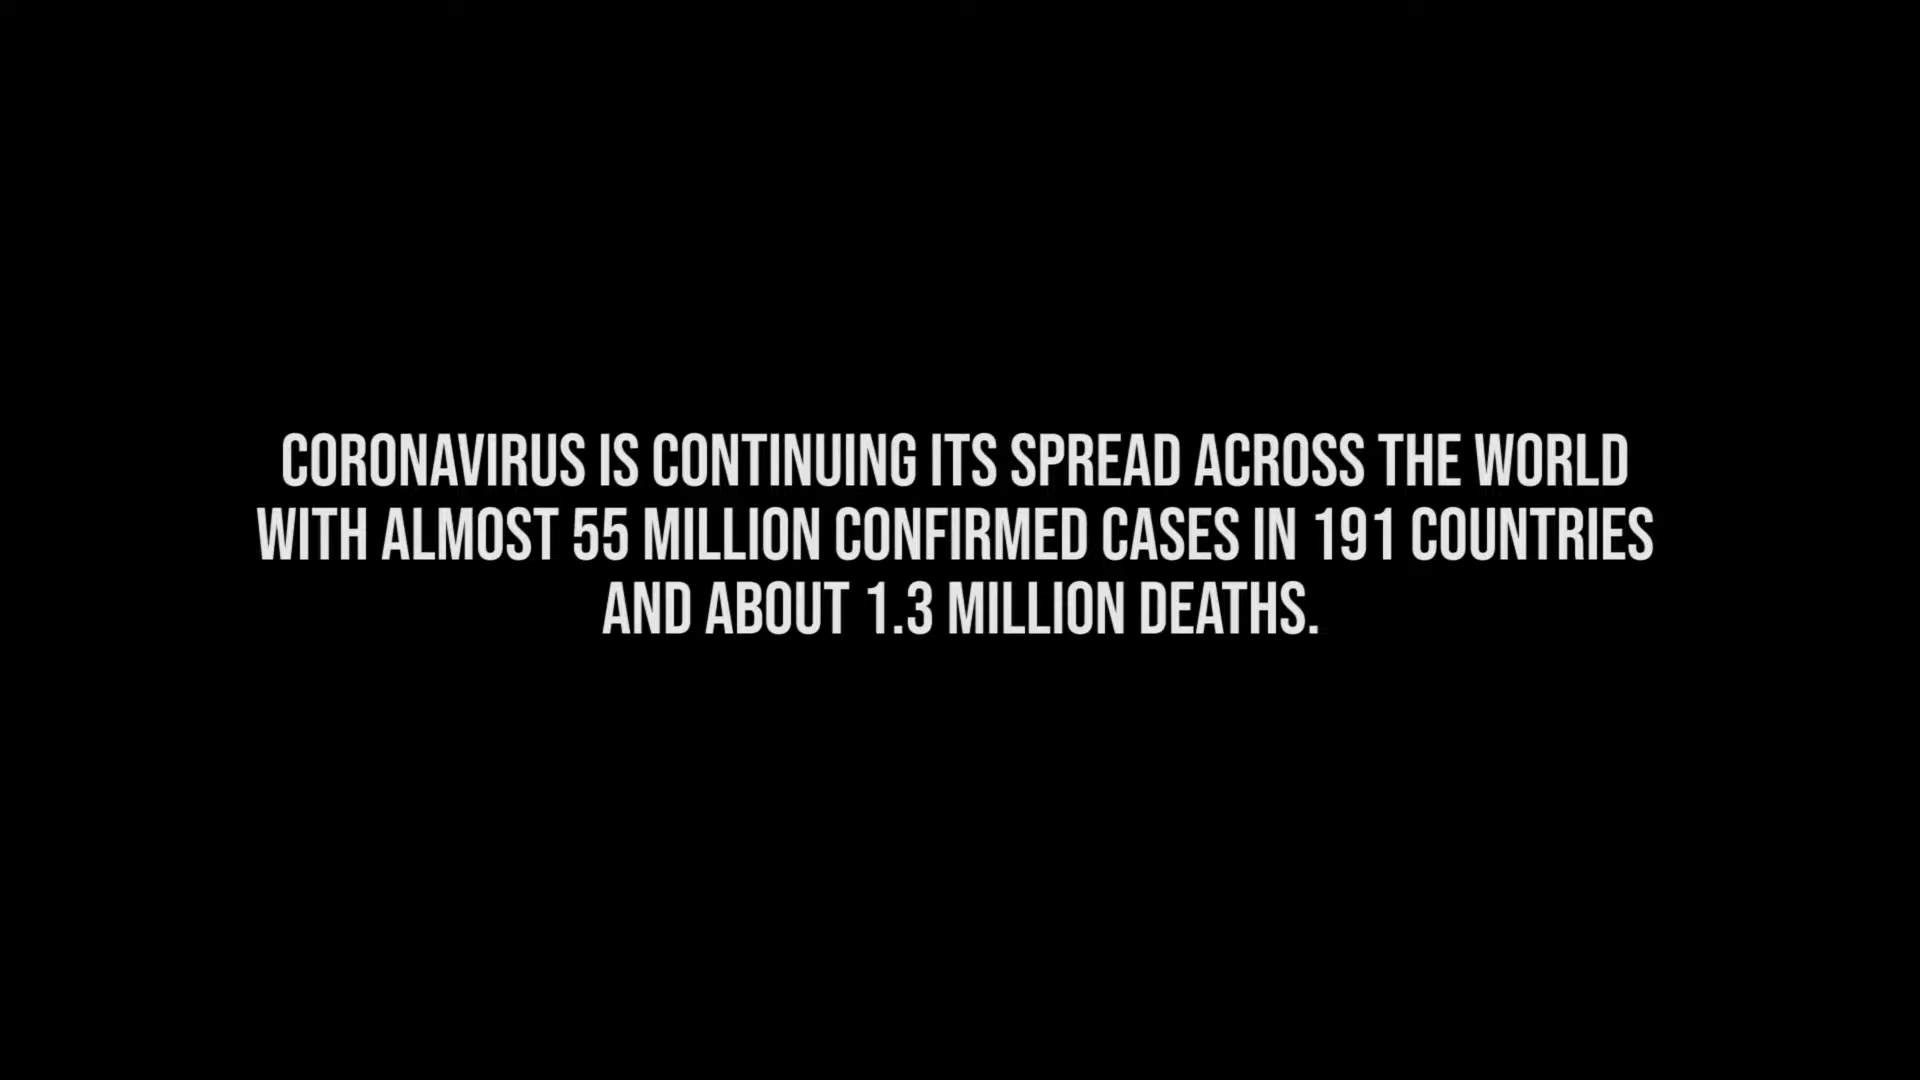 CORONAVIRUS IS CONTINUING ITS SPREAD ACROSS THE WORLD
WITH ALMOST 55 MILLION CONFIRMED CASES IN 191 COUNTRIES
AND ABOUT 1.3 MILLION DEATHS.